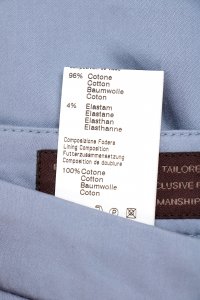 96% Cotone
Cotton
Baumwolle
Coton
4% Elastam
Elastane
Elasthan
Elasthanne
Composizione Fodera
Lining Composition
Futterzusammensetzung
Composition de doublure
100% Cotone
Cotton
Baumwolle
Coton
TAILORE
XCLUSIVE F
MANSHIP